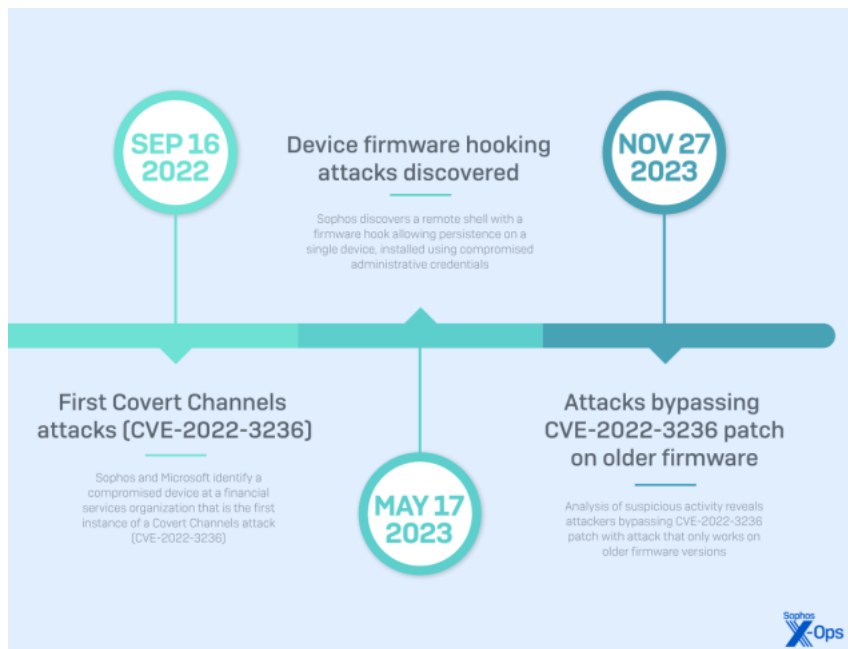 SEP 16
2022
First Covert Channels
attacks (CVE-2022-3236)
Sophos and Microsoft identify a
compromised device at a financial
services organization that is the first
instance of a Covert Channels attack
(CVE-2022-3236)
Device firmware hooking
attacks discovered
Sophos discovers a remote shell with a
firmware hook allowing persistence on a
single device, installed using compromised
administrative credentials
MAY 17
2023
NOV 27
2023
Attacks bypassing
CVE-2022-3236 patch
on older firmware
Analysis of suspicious activity reveals
attackers bypassing CVE-2022-3236
patch with attack that only works on
older firmware versions
Sophos
X-Ops